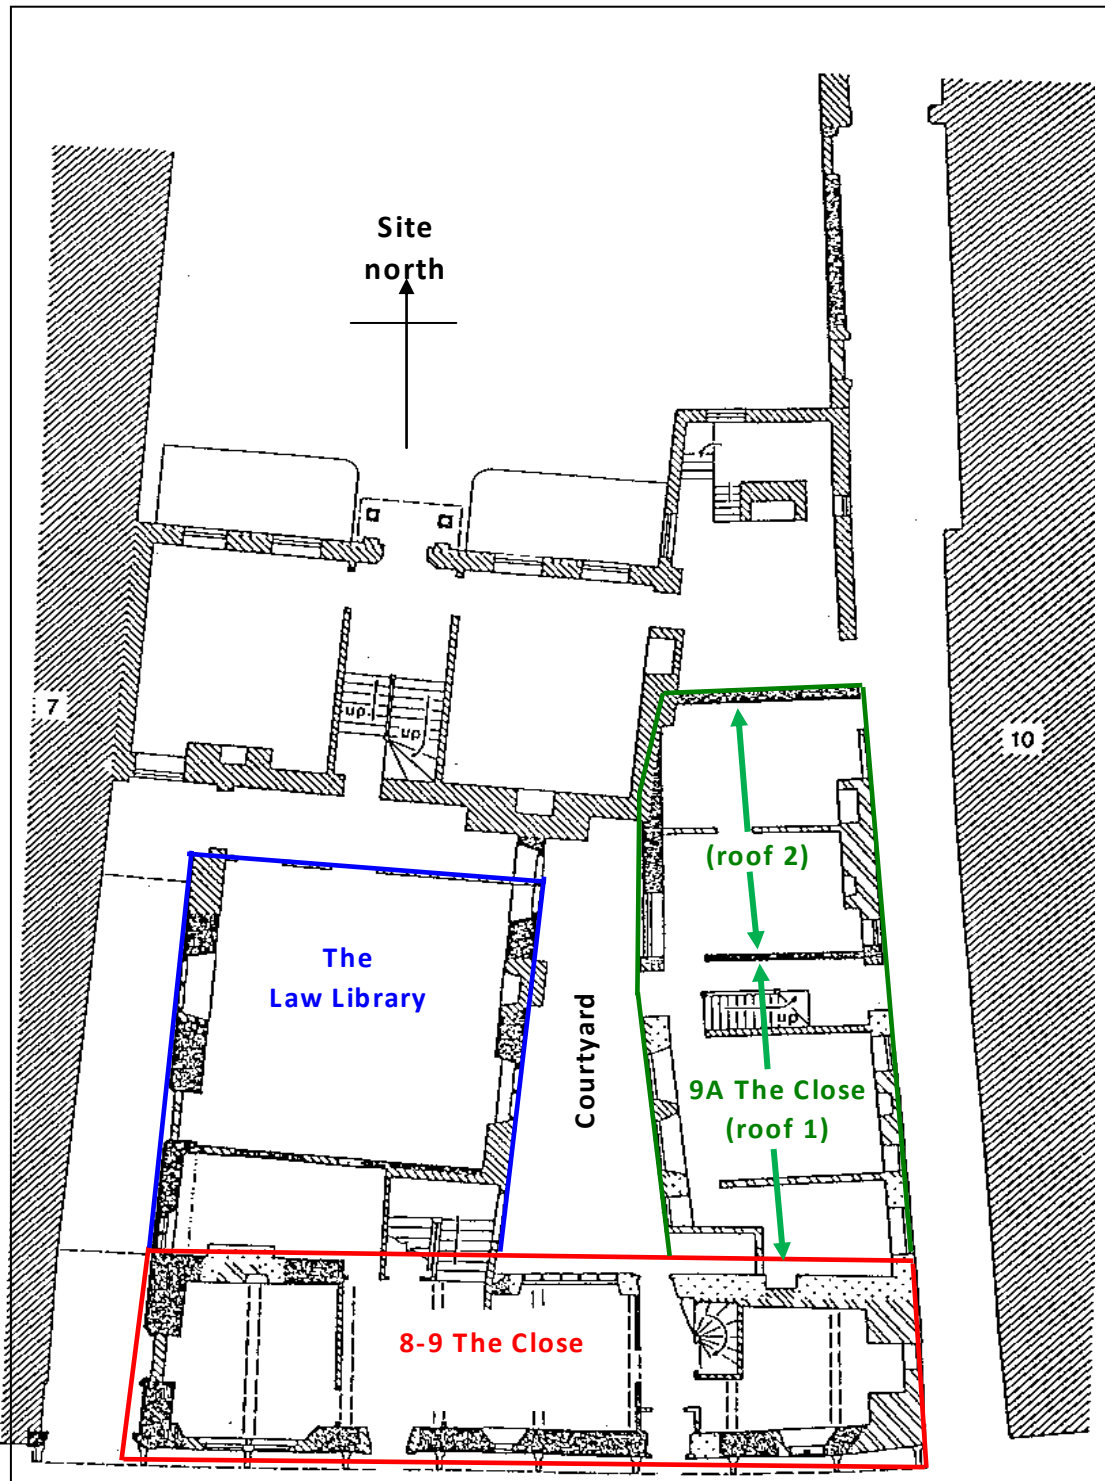 Site
north
7
10
up
up
(roof 2)
The
Law Library
Courtyard
up
9A The Close
(roof 1)
8-9 The Close